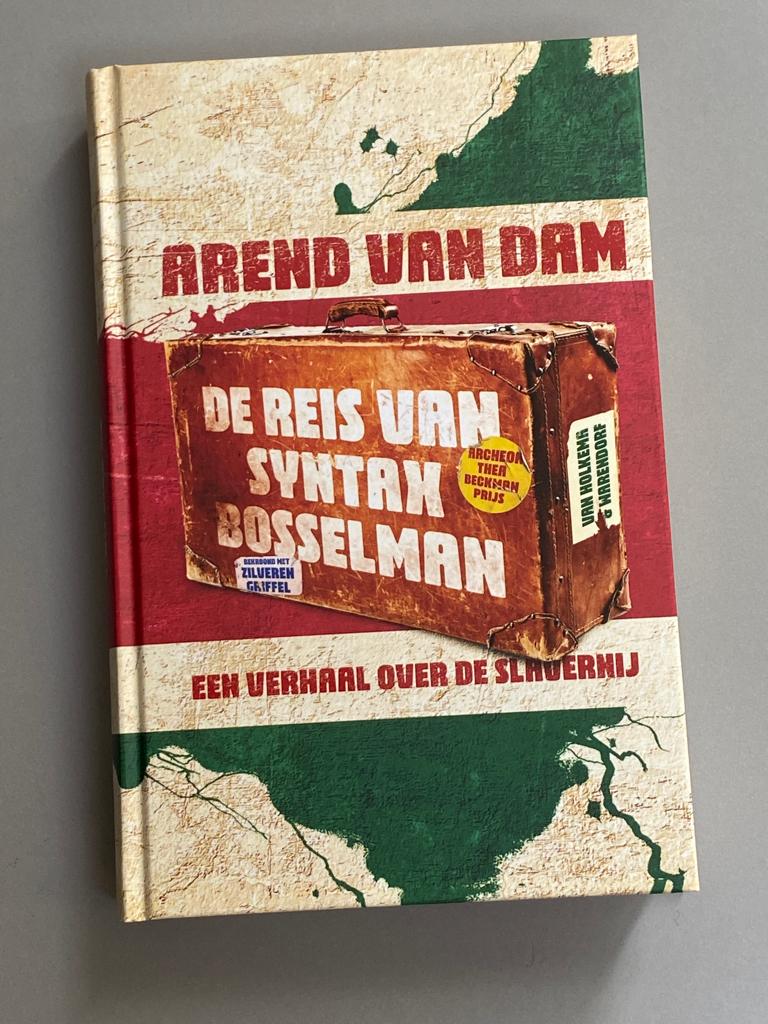 AREND VAN DAM
DE REIS VAN
SYNTAX
BOSSELMAN
ARCHEON
THEA
BECKMAN
PRIJS
BEKROOND MET
ZILVEREN
GRIFFEL
VAN HOLKEMA
& WARENDORF
EEN VERHAAL OVER DE SLAVERNIJ